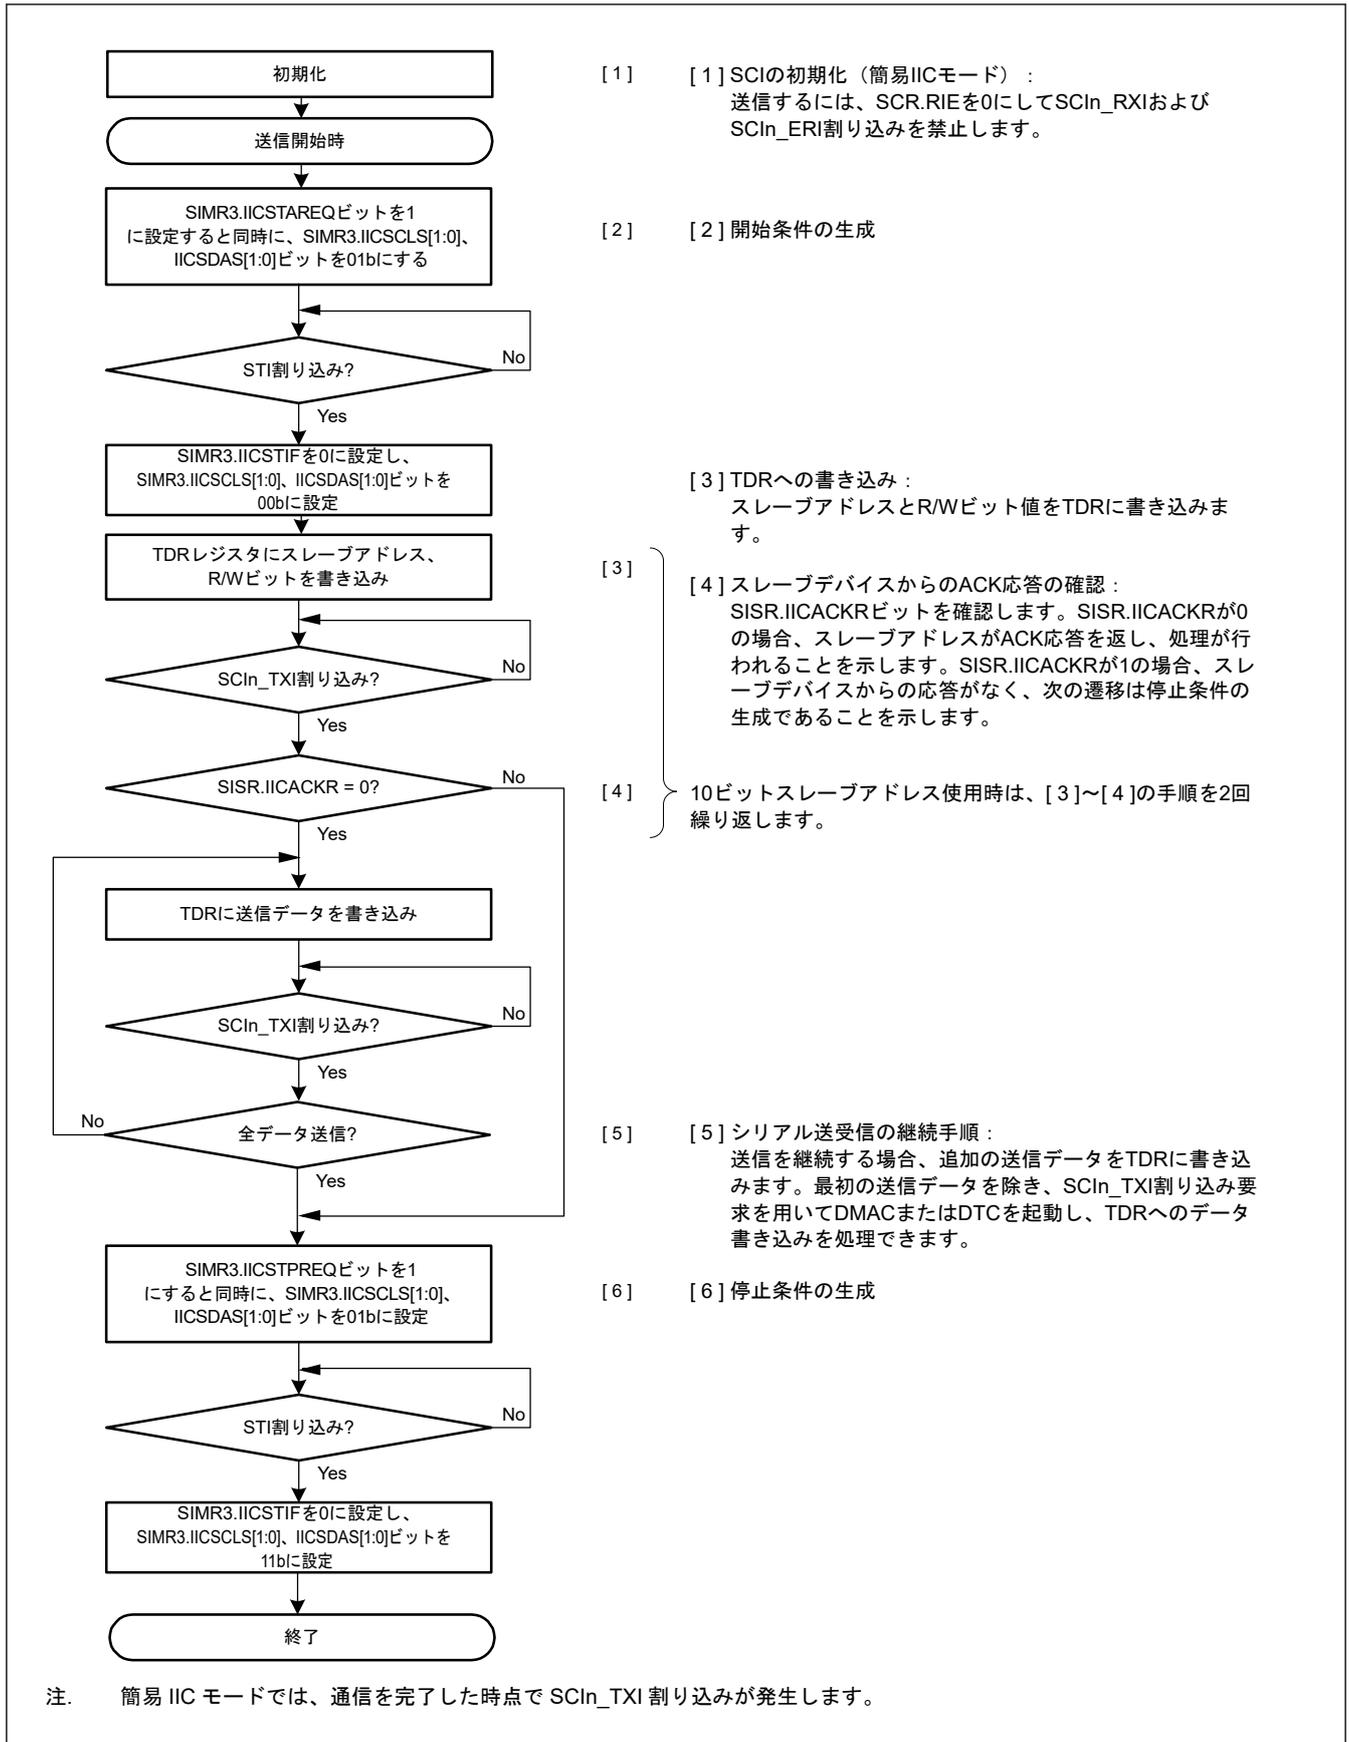 初期化
[ 1 ]
[ 1 ] SCIの初期化（簡易IICモード）：
送信するには、SCR.RIEを0にしてSCIn_RXIおよび
SCIn_ERI割り込みを禁止します。
送信開始時
SIMR3.IICSTAREQビットを1
に設定すると同時に、SIMR3.IICSCLS[1:0]、
IICSDAS[1:0]ビットを01bにする
[ 2 ]
[ 2 ] 開始条件の生成
STI割り込み?
No
Yes
SIMR3.IICSTIFを0に設定し、
SIMR3.IICSCLS[1:0]、IICSDAS[1:0]ビットを
00bに設定
[ 3 ] TDRへの書き込み：
スレーブアドレスとR/Wビット値をTDRに書き込みま
す。
TDRレジスタにスレーブアドレス、
R/Wビットを書き込み
[ 3 ]
[ 4 ] スレーブデバイスからのACK応答の確認：
SISR.IICACKRビットを確認します。SISR.IICACKRが0
の場合、スレーブアドレスがACK応答を返し、処理が行
われることを示します。SISR.IICACKRが1の場合、スレ
ーブデバイスからの応答がなく、次の遷移は停止条件の
生成であることを示します。
SCIn_TXI割り込み?
No
Yes
SISR.IICACKR = 0?
No
Yes
[ 4 ]
10ビットスレーブアドレス使用時は、[ 3 ]～[ 4 ]の手順を2回
繰り返します。
TDRに送信データを書き込み
SCIn_TXI割り込み?
No
Yes
全データ送信?
No
Yes
[ 5 ]
[ 5 ] シリアル送受信の継続手順：
送信を継続する場合、追加の送信データをTDRに書き込
みます。最初の送信データを除き、SCIn_TXI割り込み要
求を用いてDMACまたはDTCを起動し、TDRへのデータ
書き込みを処理できます。
SIMR3.IICSTPREQビットを1
にすると同時に、SIMR3.IICSCLS[1:0]、
IICSDAS[1:0]ビットを01bに設定
[ 6 ]
[ 6 ] 停止条件の生成
STI割り込み?
No
Yes
SIMR3.IICSTIFを0に設定し、
SIMR3.IICSCLS[1:0]、IICSDAS[1:0]ビットを
11bに設定
終了
注. 簡易 IIC モードでは、通信を完了した時点で SCIn_TXI 割り込みが発生します。